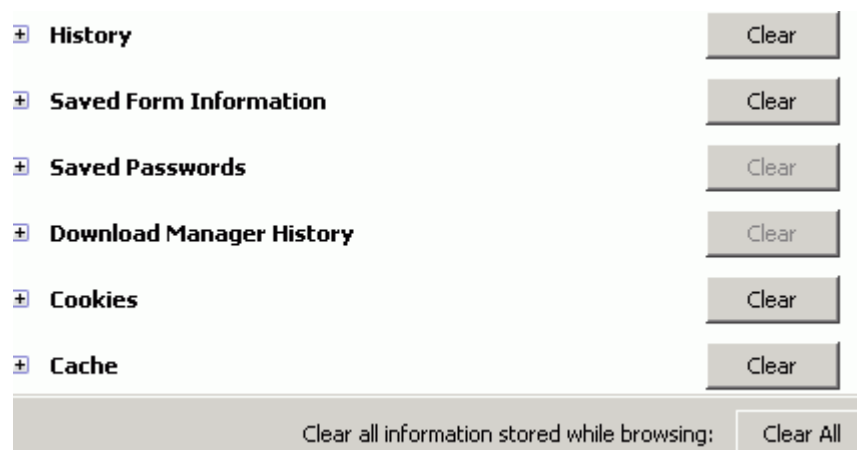 History Clear
Saved Form Information Clear
Saved Passwords Clear
Download Manager History Clear
Cookies Clear
Cache Clear
Clear all information stored while browsing: Clear All